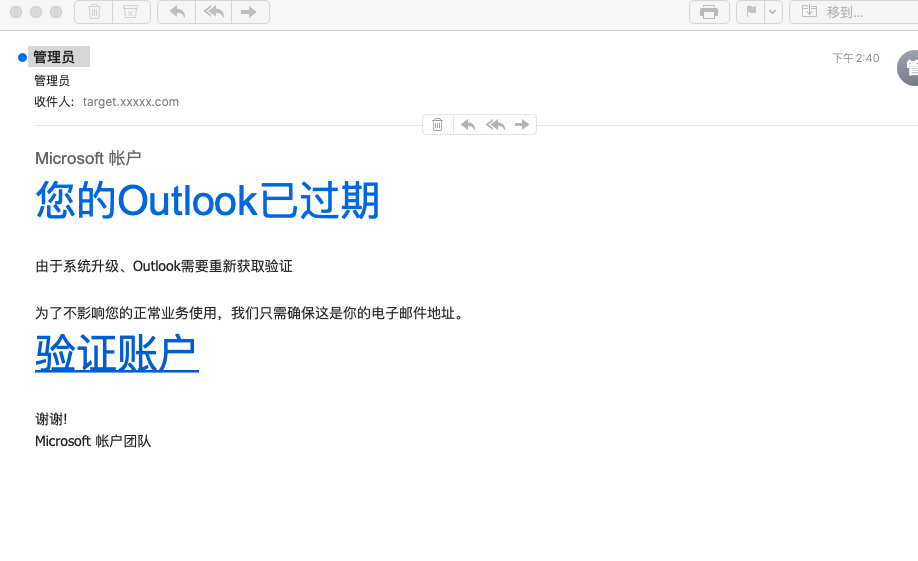 移到...
管理员
下午 2:40
管
管理员
收件人： target.xxxxx.com
Microsoft 帐户
您的Outlook已过期
由于系统升级、Outlook需要重新获取验证
为了不影响您的正常业务使用，我们只需确保这是你的电子邮件地址。
验证账户
谢谢!
Microsoft 帐户团队